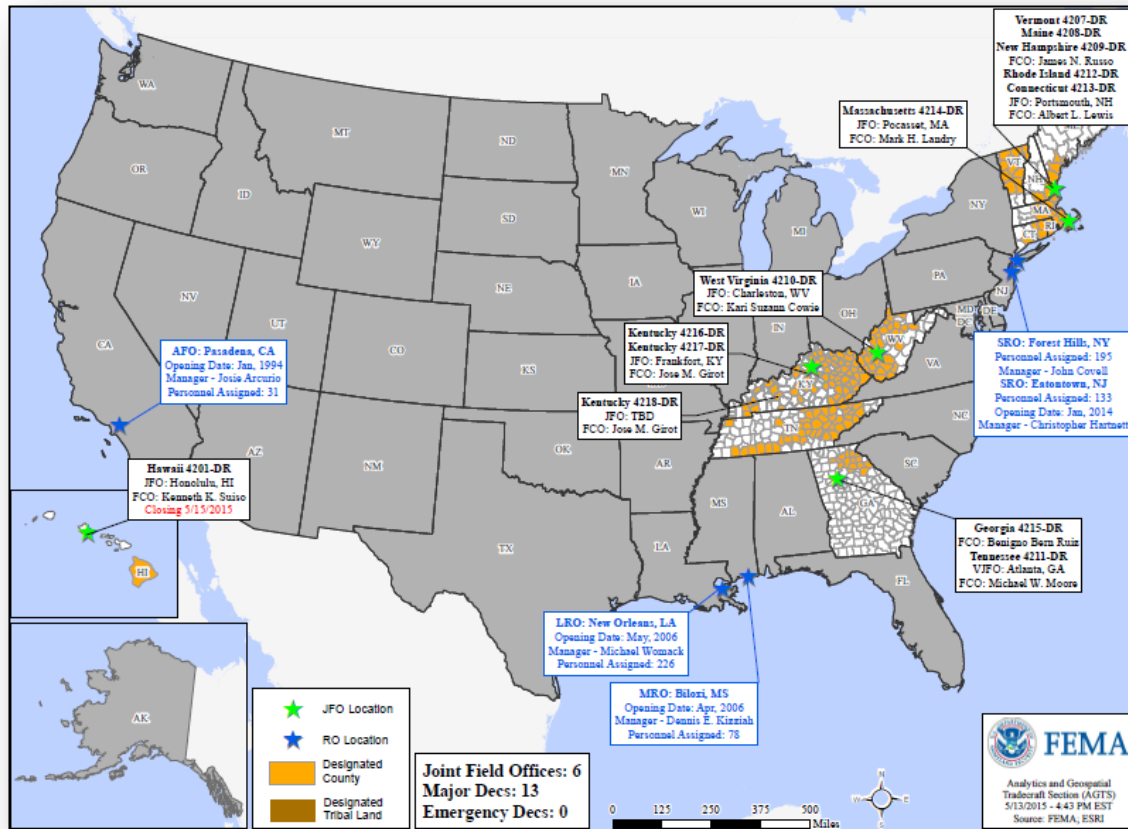 Vermont 4207-DR
Maine 4208-DR
New Hampshire 4209-DR
FCO: James N. Russo
Rhode Island 4212-DR
Connecticut 4213-DR
JFO: Portsmouth, NH
FCO: Albert L. Lewis
Massachusetts 4214-DR
JFO: Pocasset, MA
FCO: Mark H. Landry
WA
MT
ND
MN
OR
ID
SD
WI
MI
NY
VT
NH
MA
CT
RI
WY
IA
PA
NJ
NE
NV
UT
CA
CO
KS
IN
OH
MD
DE
DC
WV
VA
West Virginia 4210-DR
JFO: Charleston, WV
FCO: Kari Suzann Cowie
Kentucky 4216-DR
Kentucky 4217-DR
JFO: Frankfort, KY
FCO: Jose M. Girot
KY
Kentucky 4218-DR
JFO: TBD
FCO: Jose M. Girot
AFO: Pasadena, CA
Opening Date: Jan, 1994
Manager - Josie Arcurio
Personnel Assigned: 31
SRO: Forest Hills, NY
Personnel Assigned: 195
Manager - John Covell
SRO: Eatontown, NJ
Personnel Assigned: 133
Opening Date: Jan, 2014
Manager - Christopher Hartnett
NC
TN
AZ
NM
OK
AR
SC
MS
AL
GA
TX
LA
FL
Hawaii 4201-DR
JFO: Honolulu, HI
FCO: Kenneth K. Suiso
Closing 5/15/2015
HI
Georgia 4215-DR
FCO: Benigno Bern Ruiz
Tennessee 4211-DR
VJFO: Atlanta, GA
FCO: Michael W. Moore
LRO: New Orleans, LA
Opening Date: May, 2006
Manager - Michael Womack
Personnel Assigned: 226
MRO: Biloxi, MS
Opening Date: Apr, 2006
Manager - Dennis E. Kizziah
Personnel Assigned: 78
AK
JFO Location
RO Location
Designated
County
Designated
Tribal Land
Joint Field Offices: 6
Major Decs: 13
Emergency Decs: 0
0 125 250 375 500
Miles
N
W E
S
FEMA
Analytics and Geospatial
Tradecraft Section (AGTS)
5/13/2015 - 4:43 PM EST
Source: FEMA; ESRI